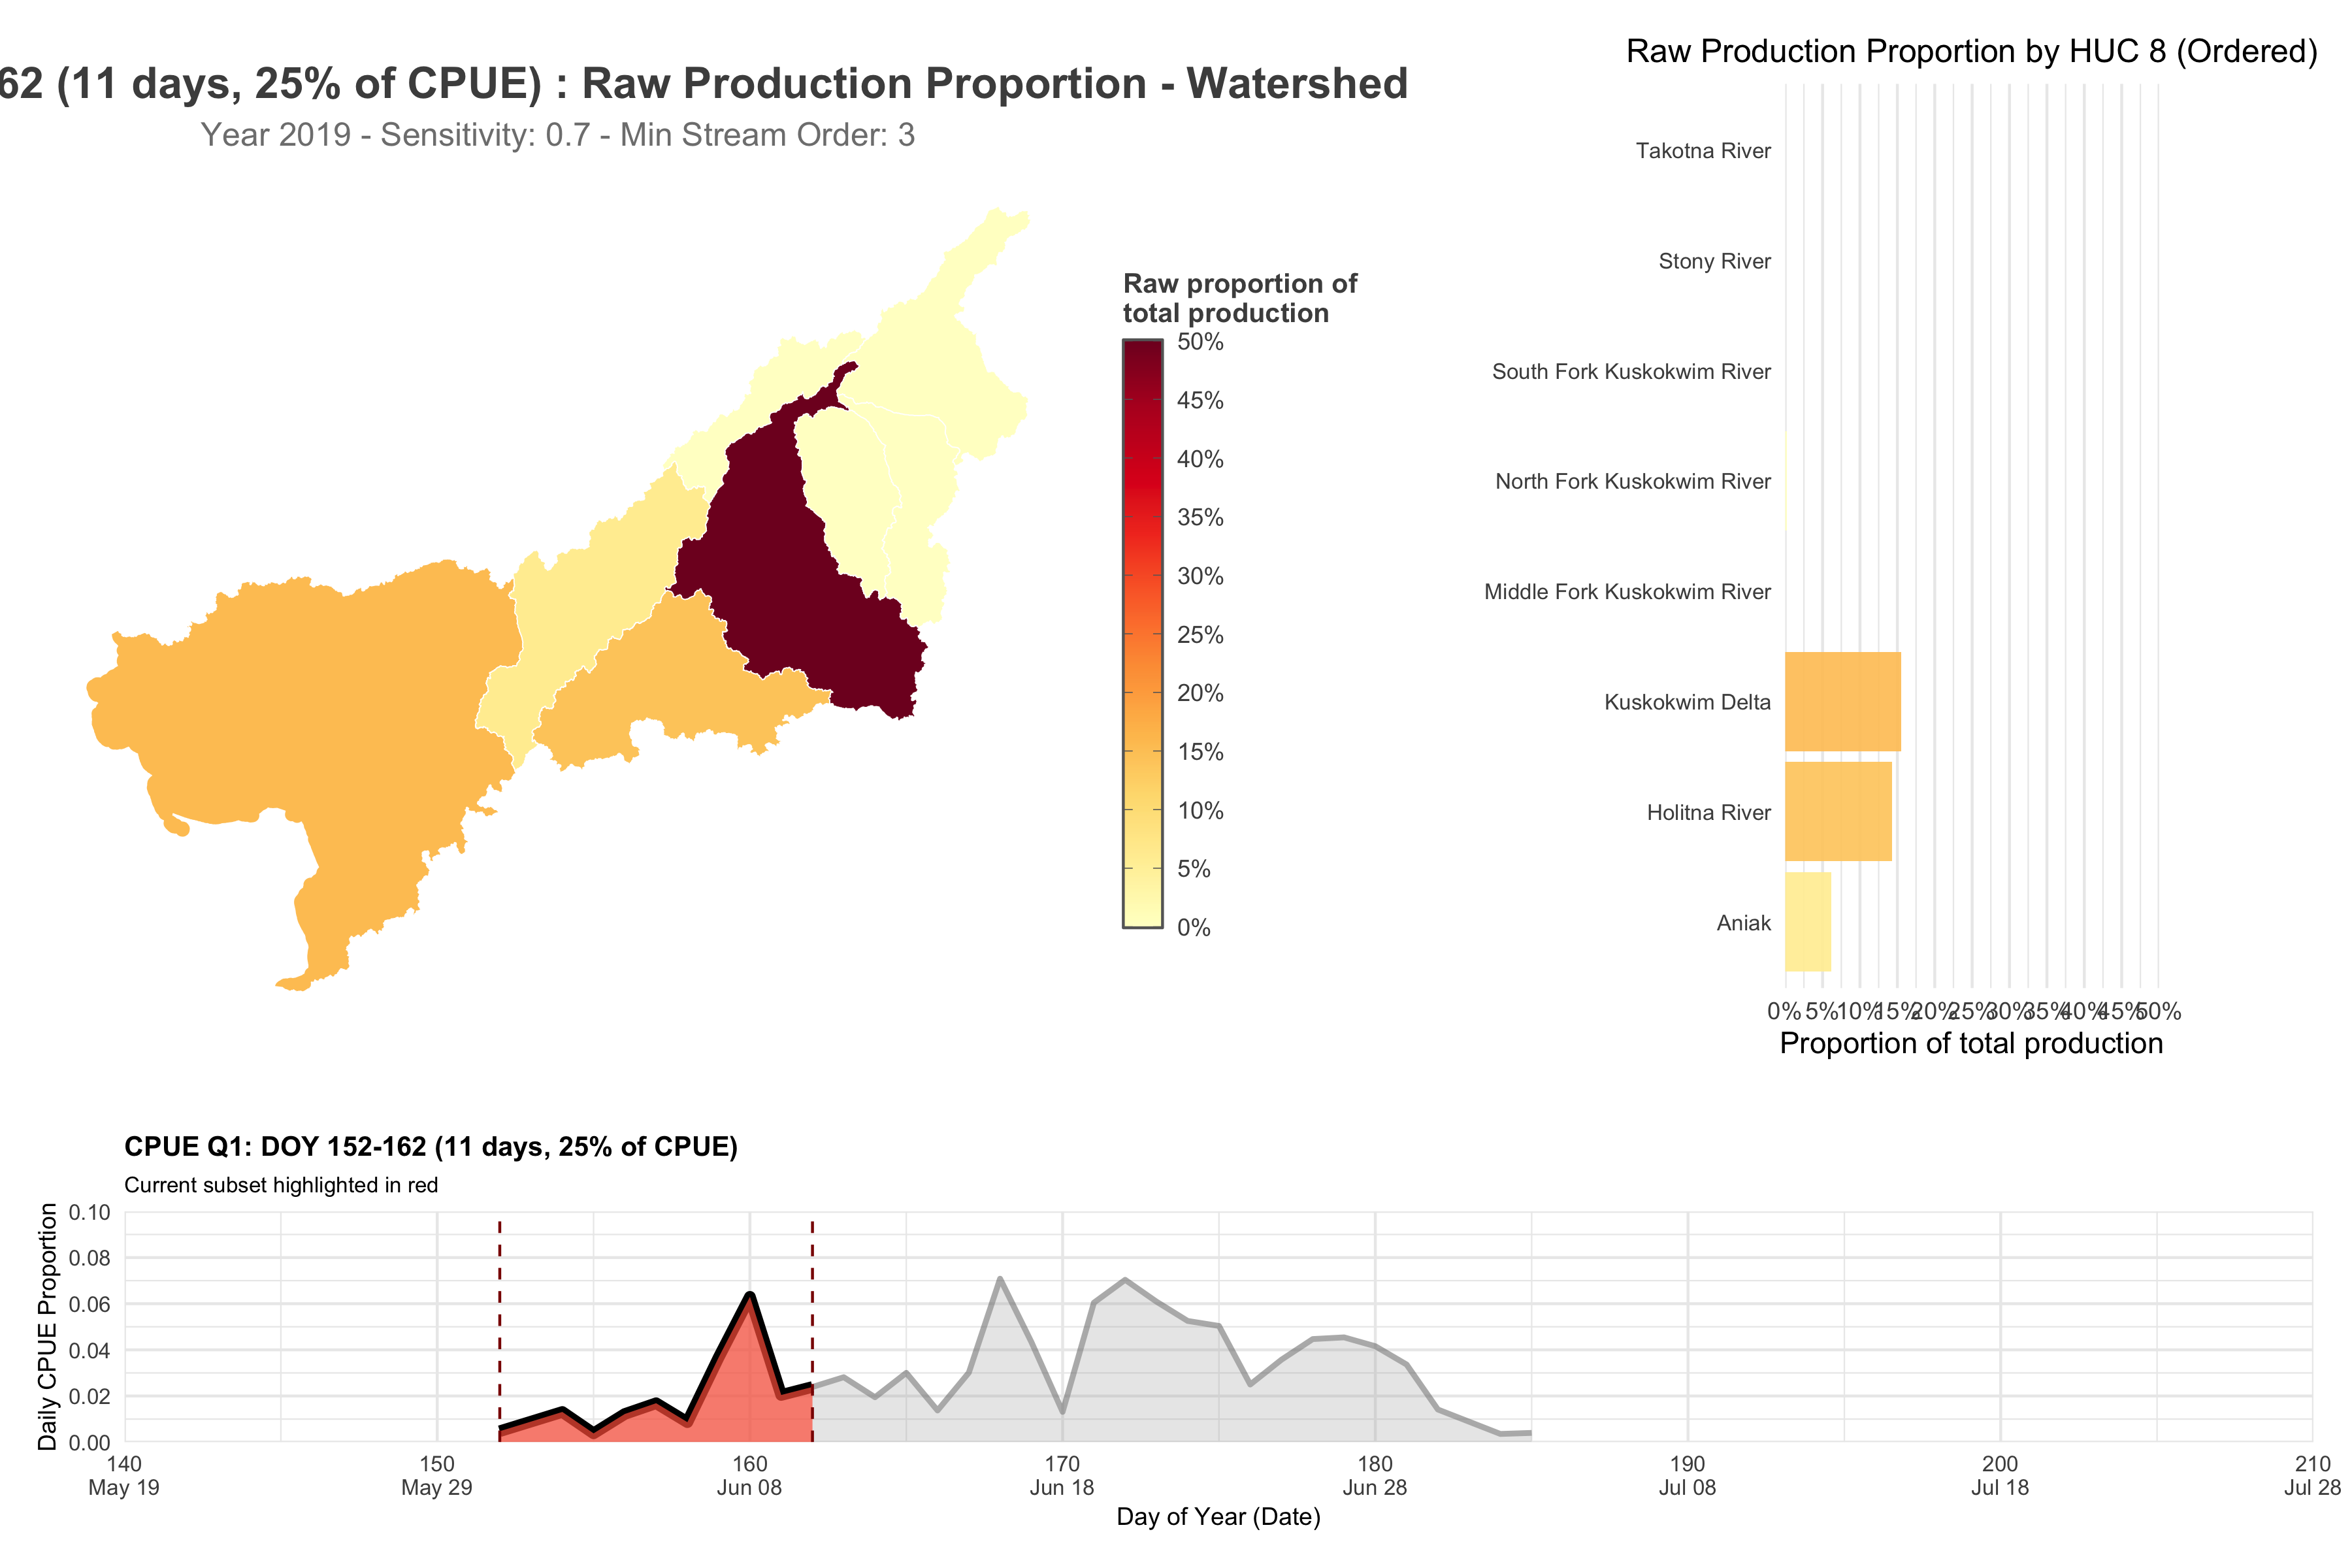 62 (11 days, 25% of CPUE) : Raw Production Proportion - Watershed
Year 2019 - Sensitivity: 0.7 - Min Stream Order: 3
Raw proportion of
total production
50%
45%
40%
35%
30%
25%
20%
15%
10%
5%
0%
Raw Production Proportion by HUC 8 (Ordered)
Takotna River
Stony River
South Fork Kuskokwim River
North Fork Kuskokwim River
Middle Fork Kuskokwim River
Kuskokwim Delta
Holitna River
Aniak
0% 5% 10% 15% 20% 25% 30% 35% 40% 45% 50%
Proportion of total production
CPUE Q1: DOY 152-162 (11 days, 25% of CPUE)
Current subset highlighted in red
Daily CPUE Proportion
0.10
0.08
0.06
0.04
0.02
0.00
140 150 160 170 180 190 200 210
May 19 May 29 Jun 08 Jun 18 Jun 28 Jul 08 Jul 18 Jul 28
Day of Year (Date)